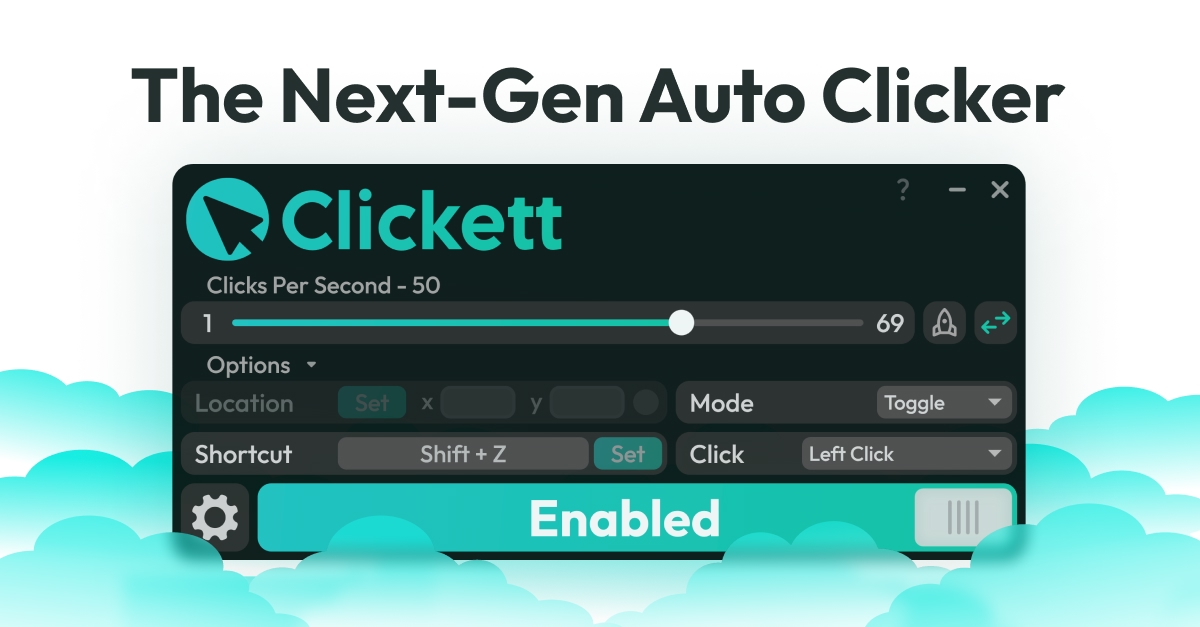 The Next-Gen Auto Clicker
Clickett
?
Clicks Per Second - 50
1 69
Options
Location Set x y Mode Toggle
Shortcut Shift + Z Set Click Left Click
Enabled